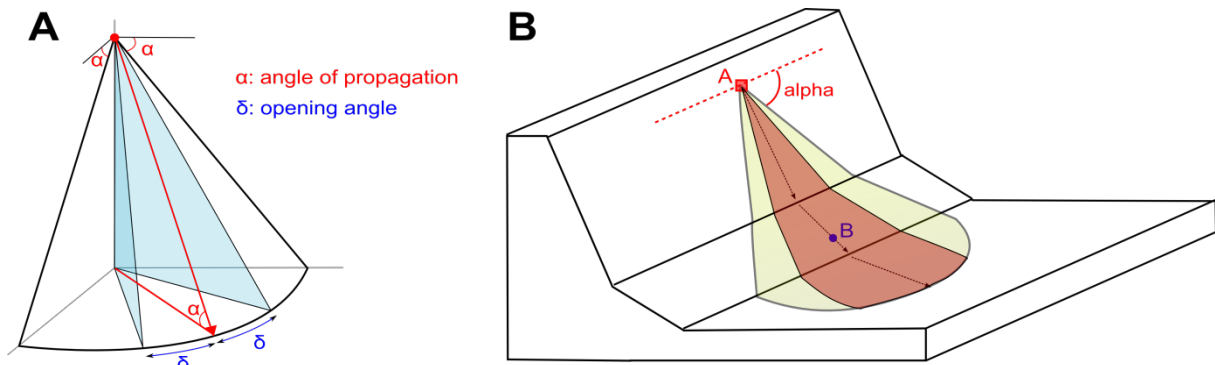 A
α
α
α: angle of propagation
δ: opening angle
α
δ
δ
B
A
alpha
B